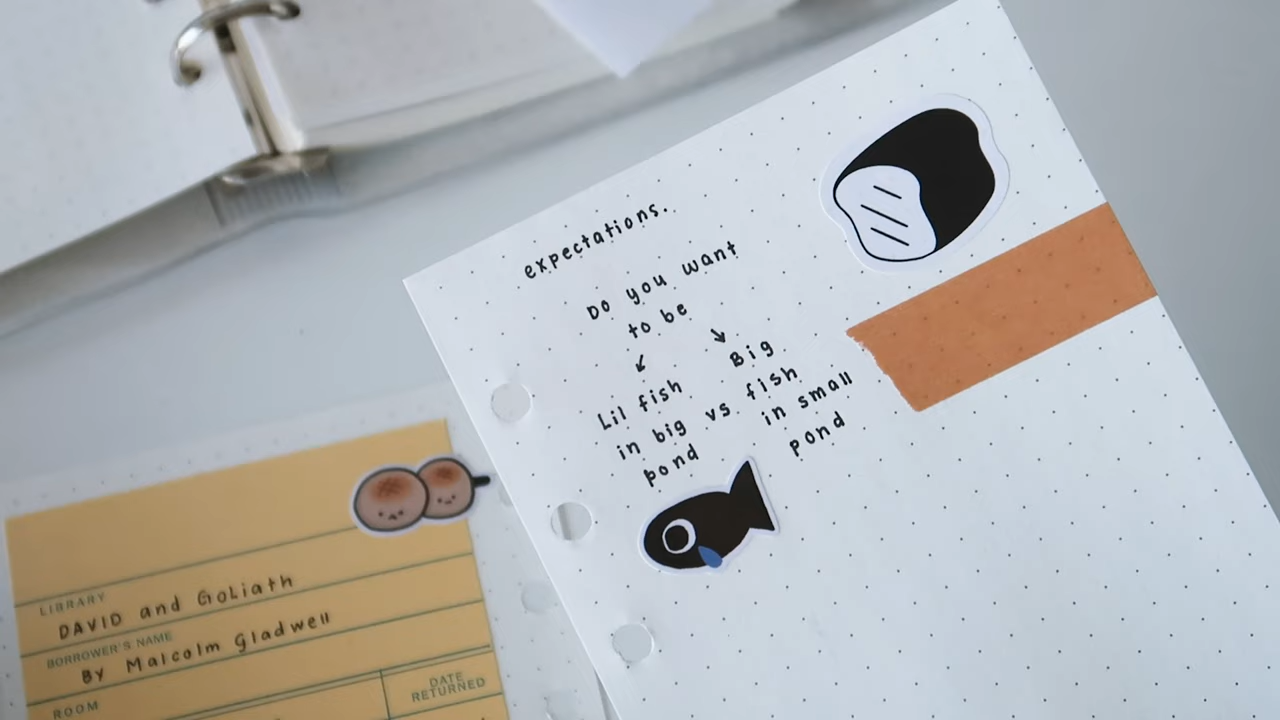 expectations.
Do you want
to be
Lil fish
in big
pond
vs
Big
fish
in small
pond
LIBRARY
DAVID and Goliath
BORROWER'S NAME
By Malcolm Gladwell
ROOM
DATE
RETURNED